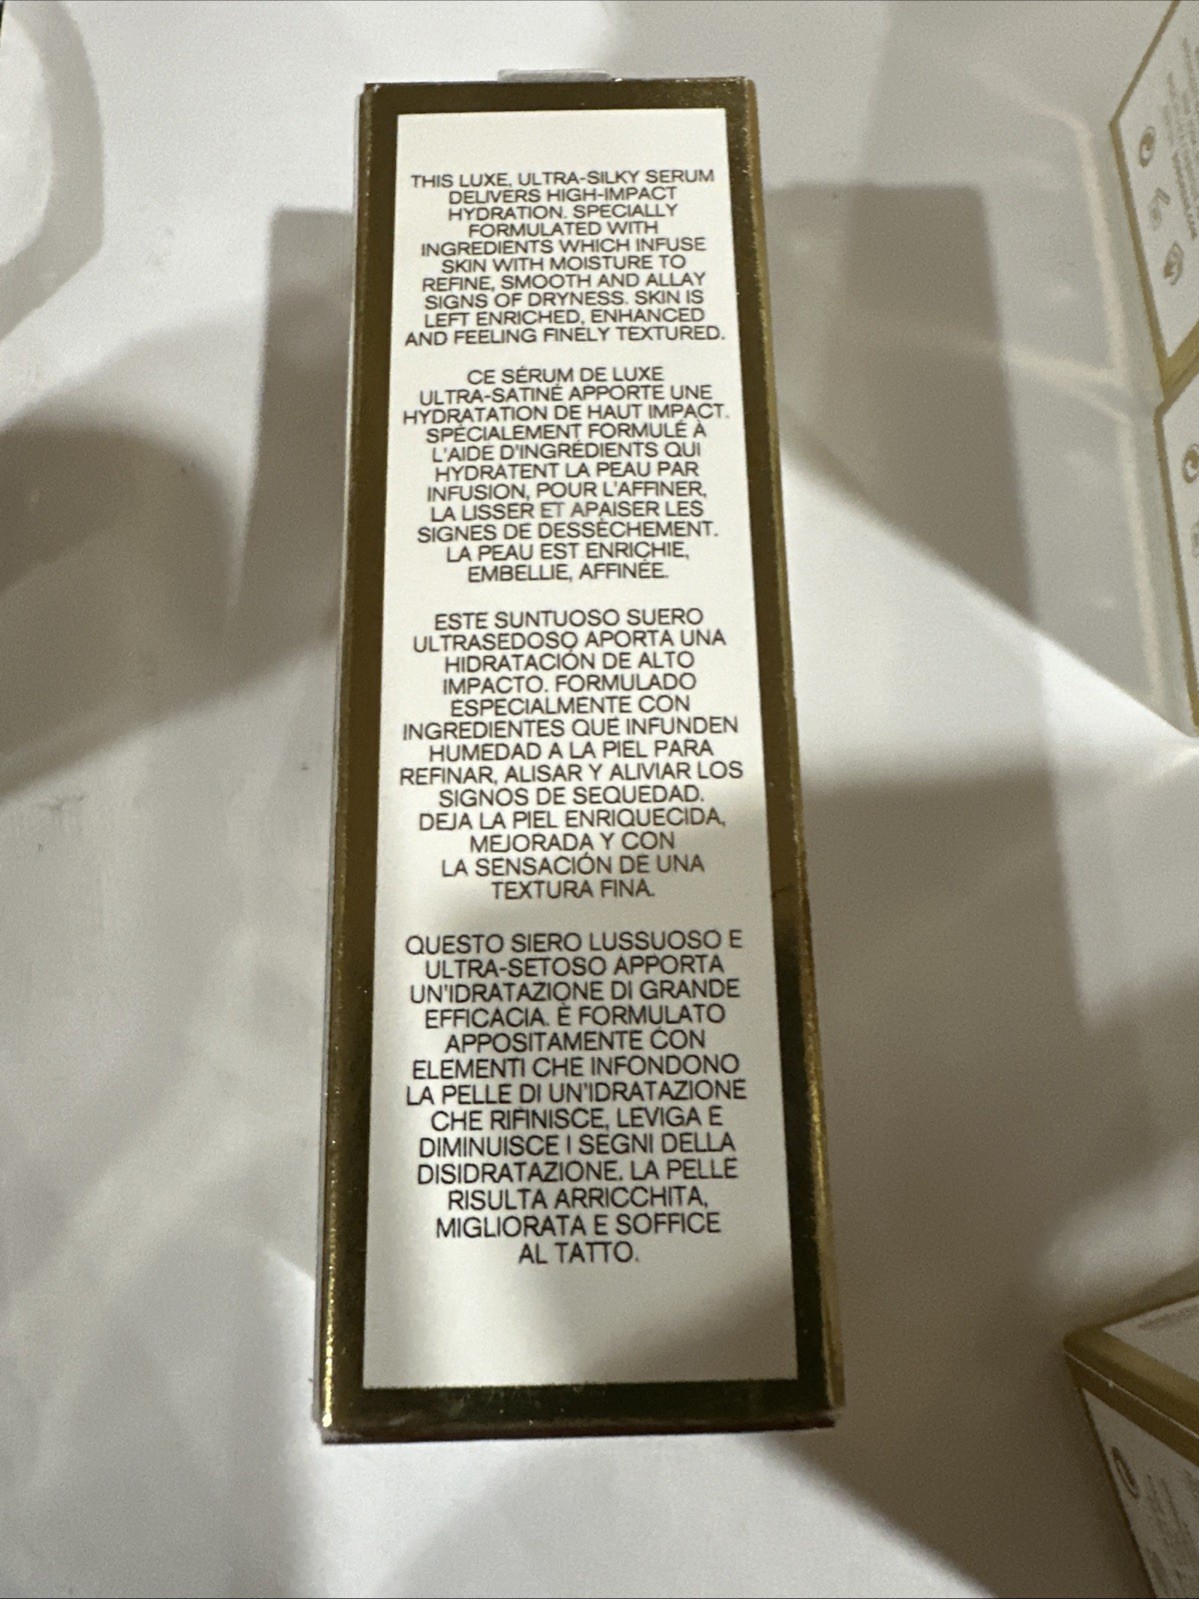 THIS LUXE, ULTRA-SILKY SERUM
DELIVERS HIGH-IMPACT
HYDRATION. SPECIALLY
FORMULATED WITH
INGREDIENTS WHICH INFUSE
SKIN WITH MOISTURE TO
REFINE, SMOOTH AND ALLAY
SIGNS OF DRYNESS. SKIN IS
LEFT ENRICHED, ENHANCED
AND FEELING FINELY TEXTURED.
CE SÉRUM DE LUXE
ULTRA-SATINÉ APPORTE UNE
HYDRATATION DE HAUT IMPACT.
SPÉCIALEMENT FORMULÉ À
L'AIDE D'INGRÉDIENTS QUI
HYDRATENT LA PEAU PAR
INFUSION, POUR L'AFFINER,
LA LISSER ET APAISER LES
SIGNES DE DESSÈCHEMENT.
LA PEAU EST ENRICHIE,
EMBELLIE, AFFINÉE.
ESTE SUNTUOSO SUERO
ULTRASEDOSO APORTA UNA
HIDRATACIÓN DE ALTO
IMPACTO. FORMULADO
ESPECIALMENTE CON
INGREDIENTES QUE INFUNDEN
HUMEDAD A LA PIEL PARA
REFINAR, ALISAR Y ALIVIAR LOS
SIGNOS DE SEQUEDAD.
DEJA LA PIEL ENRIQUECIDA,
MEJORADA Y CON
LA SENSACIÓN DE UNA
TEXTURA FINA.
QUESTO SIERO LUSSUOSO E
ULTRA-SETOSO APPORTA
UN'IDRATAZIONE DI GRANDE
EFFICACIA. È FORMULATO
APPOSITAMENTE CON
ELEMENTI CHE INFONDONO
LA PELLE DI UN'IDRATAZIONE
CHE RIFINISCE, LEVIGA E
DIMINUISCE I SEGNI DELLA
DISIDRATAZIONE. LA PELLE
RISULTA ARRICCHITA,
MIGLIORATA E SOFFICE
AL TATTO.